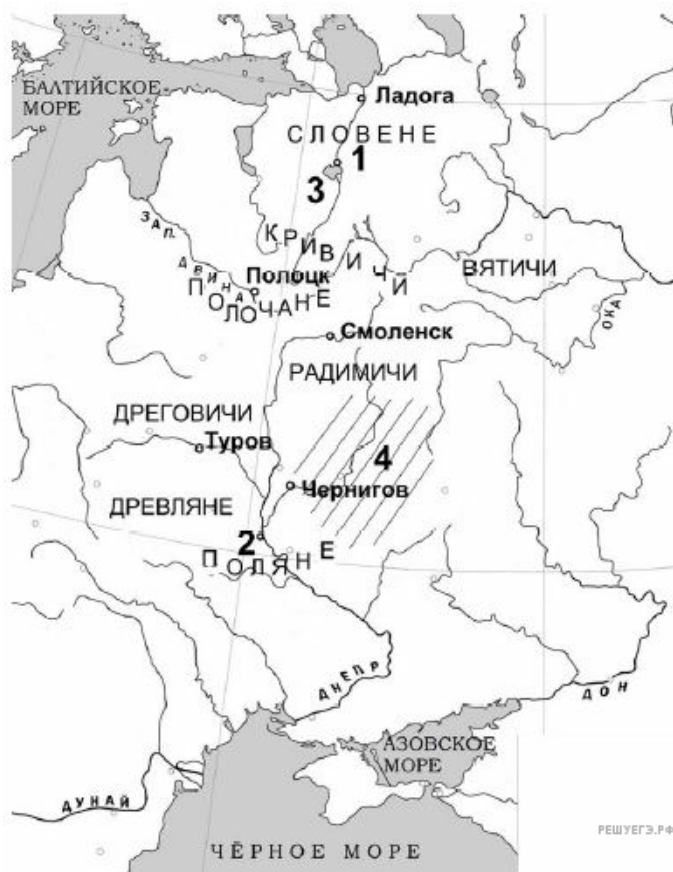 БАЛТИЙСКОЕ
МОРЕ
Ладога
СЛОВЕНЕ
1
3
ЗАП. ДВИНА
КРИВИЧИ
Полоцк
ПОЛОЧАНЕ
ВЯТИЧИ
ОКА
Смоленск
РАДИМИЧИ
ДРЕГОВИЧИ
Туров
4
Чернигов
ДРЕВЛЯНЕ
2
ПОЛЯНЕ
ДНЕПР
ДОН
АЗОВСКОЕ
МОРЕ
ДУНАЙ
ЧЁРНОЕ МОРЕ
РЕШУЕГЭ.РФ